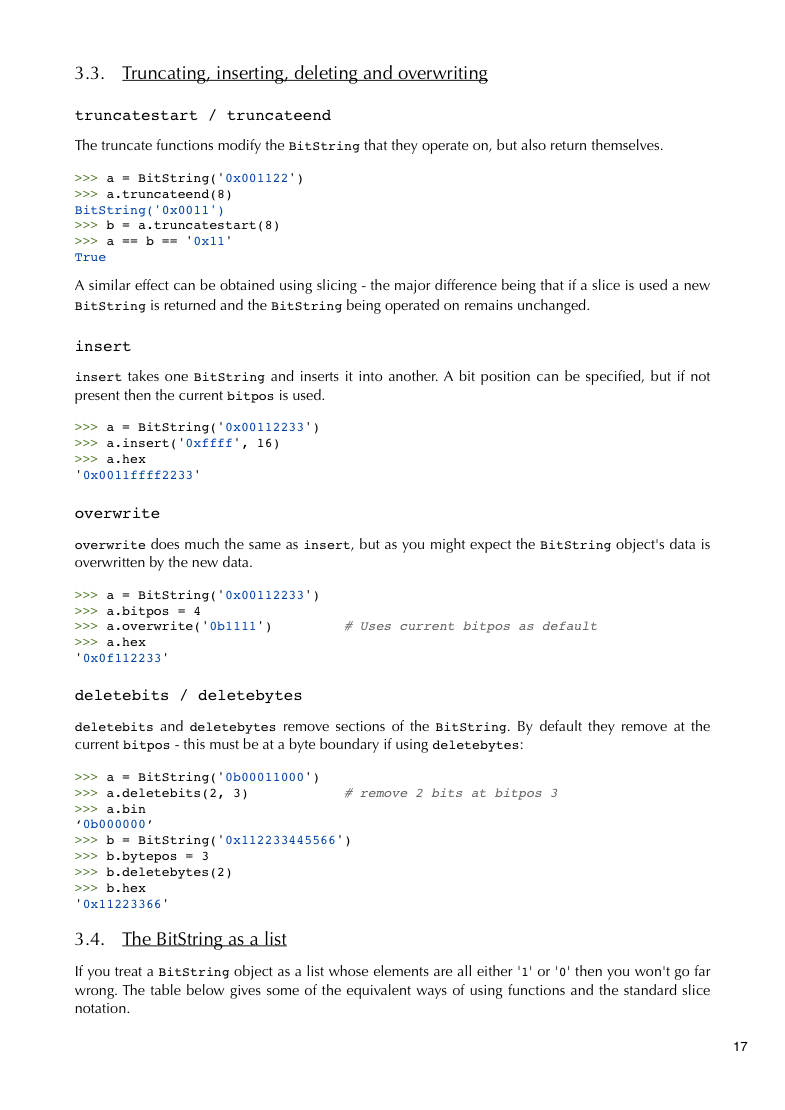 3.3. Truncating, inserting, deleting and overwriting
truncatestart / truncateend
The truncate functions modify the BitString that they operate on, but also return themselves.
>>> a = BitString('0x001122')
>>> a.truncateend(8)
BitString('0x0011')
>>> b = a.truncatestart(8)
>>> a == b == '0x11'
True
A similar effect can be obtained using slicing - the major difference being that if a slice is used a new
BitString is returned and the BitString being operated on remains unchanged.
insert
insert takes one BitString and inserts it into another. A bit position can be specified, but if not
present then the current bitpos is used.
>>> a = BitString('0x00112233')
>>> a.insert('0xffff', 16)
>>> a.hex
'0x0011ffff2233'
overwrite
overwrite does much the same as insert, but as you might expect the BitString object's data is
overwritten by the new data.
>>> a = BitString('0x00112233')
>>> a.bitpos = 4
>>> a.overwrite('0b1111') # Uses current bitpos as default
>>> a.hex
'0x0f112233'
deletebits / deletebytes
deletebits and deletebytes remove sections of the BitString. By default they remove at the
current bitpos - this must be at a byte boundary if using deletebytes:
>>> a = BitString('0b00011000')
>>> a.deletebits(2, 3) # remove 2 bits at bitpos 3
>>> a.bin
‘0b000000’
>>> b = BitString('0x112233445566')
>>> b.bytepos = 3
>>> b.deletebytes(2)
>>> b.hex
'0x11223366'
3.4. The BitString as a list
If you treat a BitString object as a list whose elements are all either '1' or '0' then you won't go far
wrong. The table below gives some of the equivalent ways of using functions and the standard slice
notation.
17